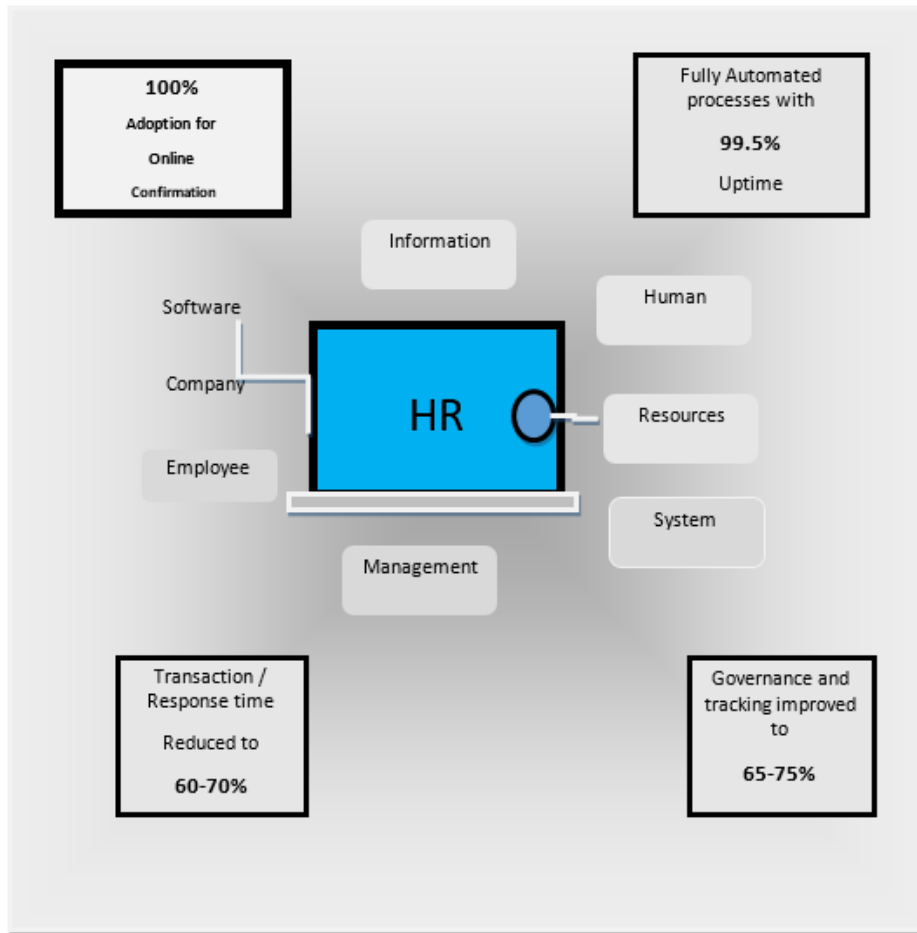 100%
Adoption for
Online
Confirmation
Fully Automated
processes with
99.5%
Uptime
Information
Software
Human
Company
HR
Resources
Employee
System
Management
Transaction /
Response time
Reduced to
60-70%
Governance and
tracking improved
to
65-75%